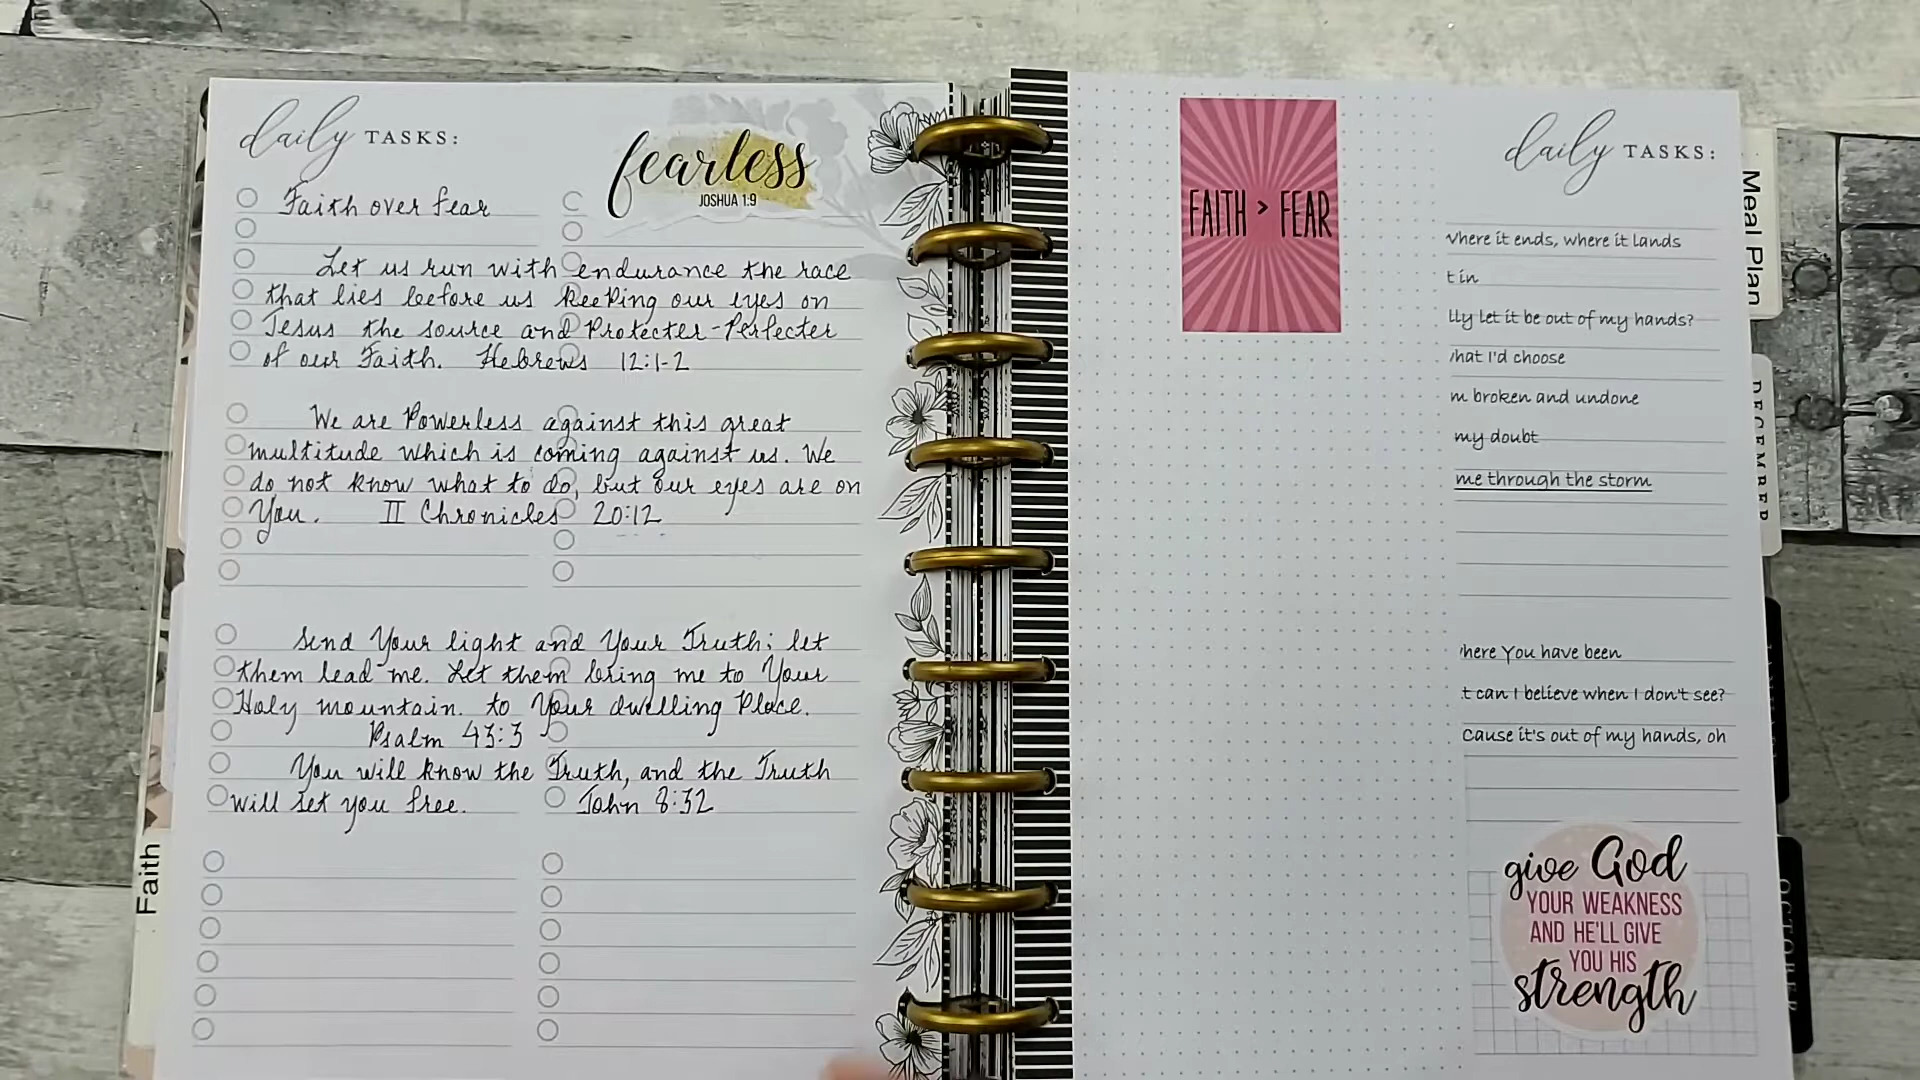 daily TASKS:
fearless
JOSHUA 1:9
Faith over fear
Let us run with endurance the race
that lies before us keeping our eyes on
Jesus the source and Protecter-Perfecter
of our Faith. Hebrews 12:1-2
We are Powerless against this great
multitude which is coming against us. We
do not know what to do, but our eyes are on
You. II Chronicles 20:12
Send Your light and Your Truth; let
them lead me. Let them bring me to Your
Holy mountain. to Your dwelling Place.
Psalm 43:3
You will know the Truth, and the Truth
will set you free. John 8:32
Faith
FAITH > FEAR
daily TASKS:
where it ends, where it lands
t in
lly let it be out of my hands?
hat I'd choose
m broken and undone
my doubt
me through the storm
here You have been
t can I believe when I don't see?
Cause it's out of my hands, oh
give God
YOUR WEAKNESS
AND HE'LL GIVE
YOU HIS
strength
Meal Plan
DECEMBER
OCTOBER